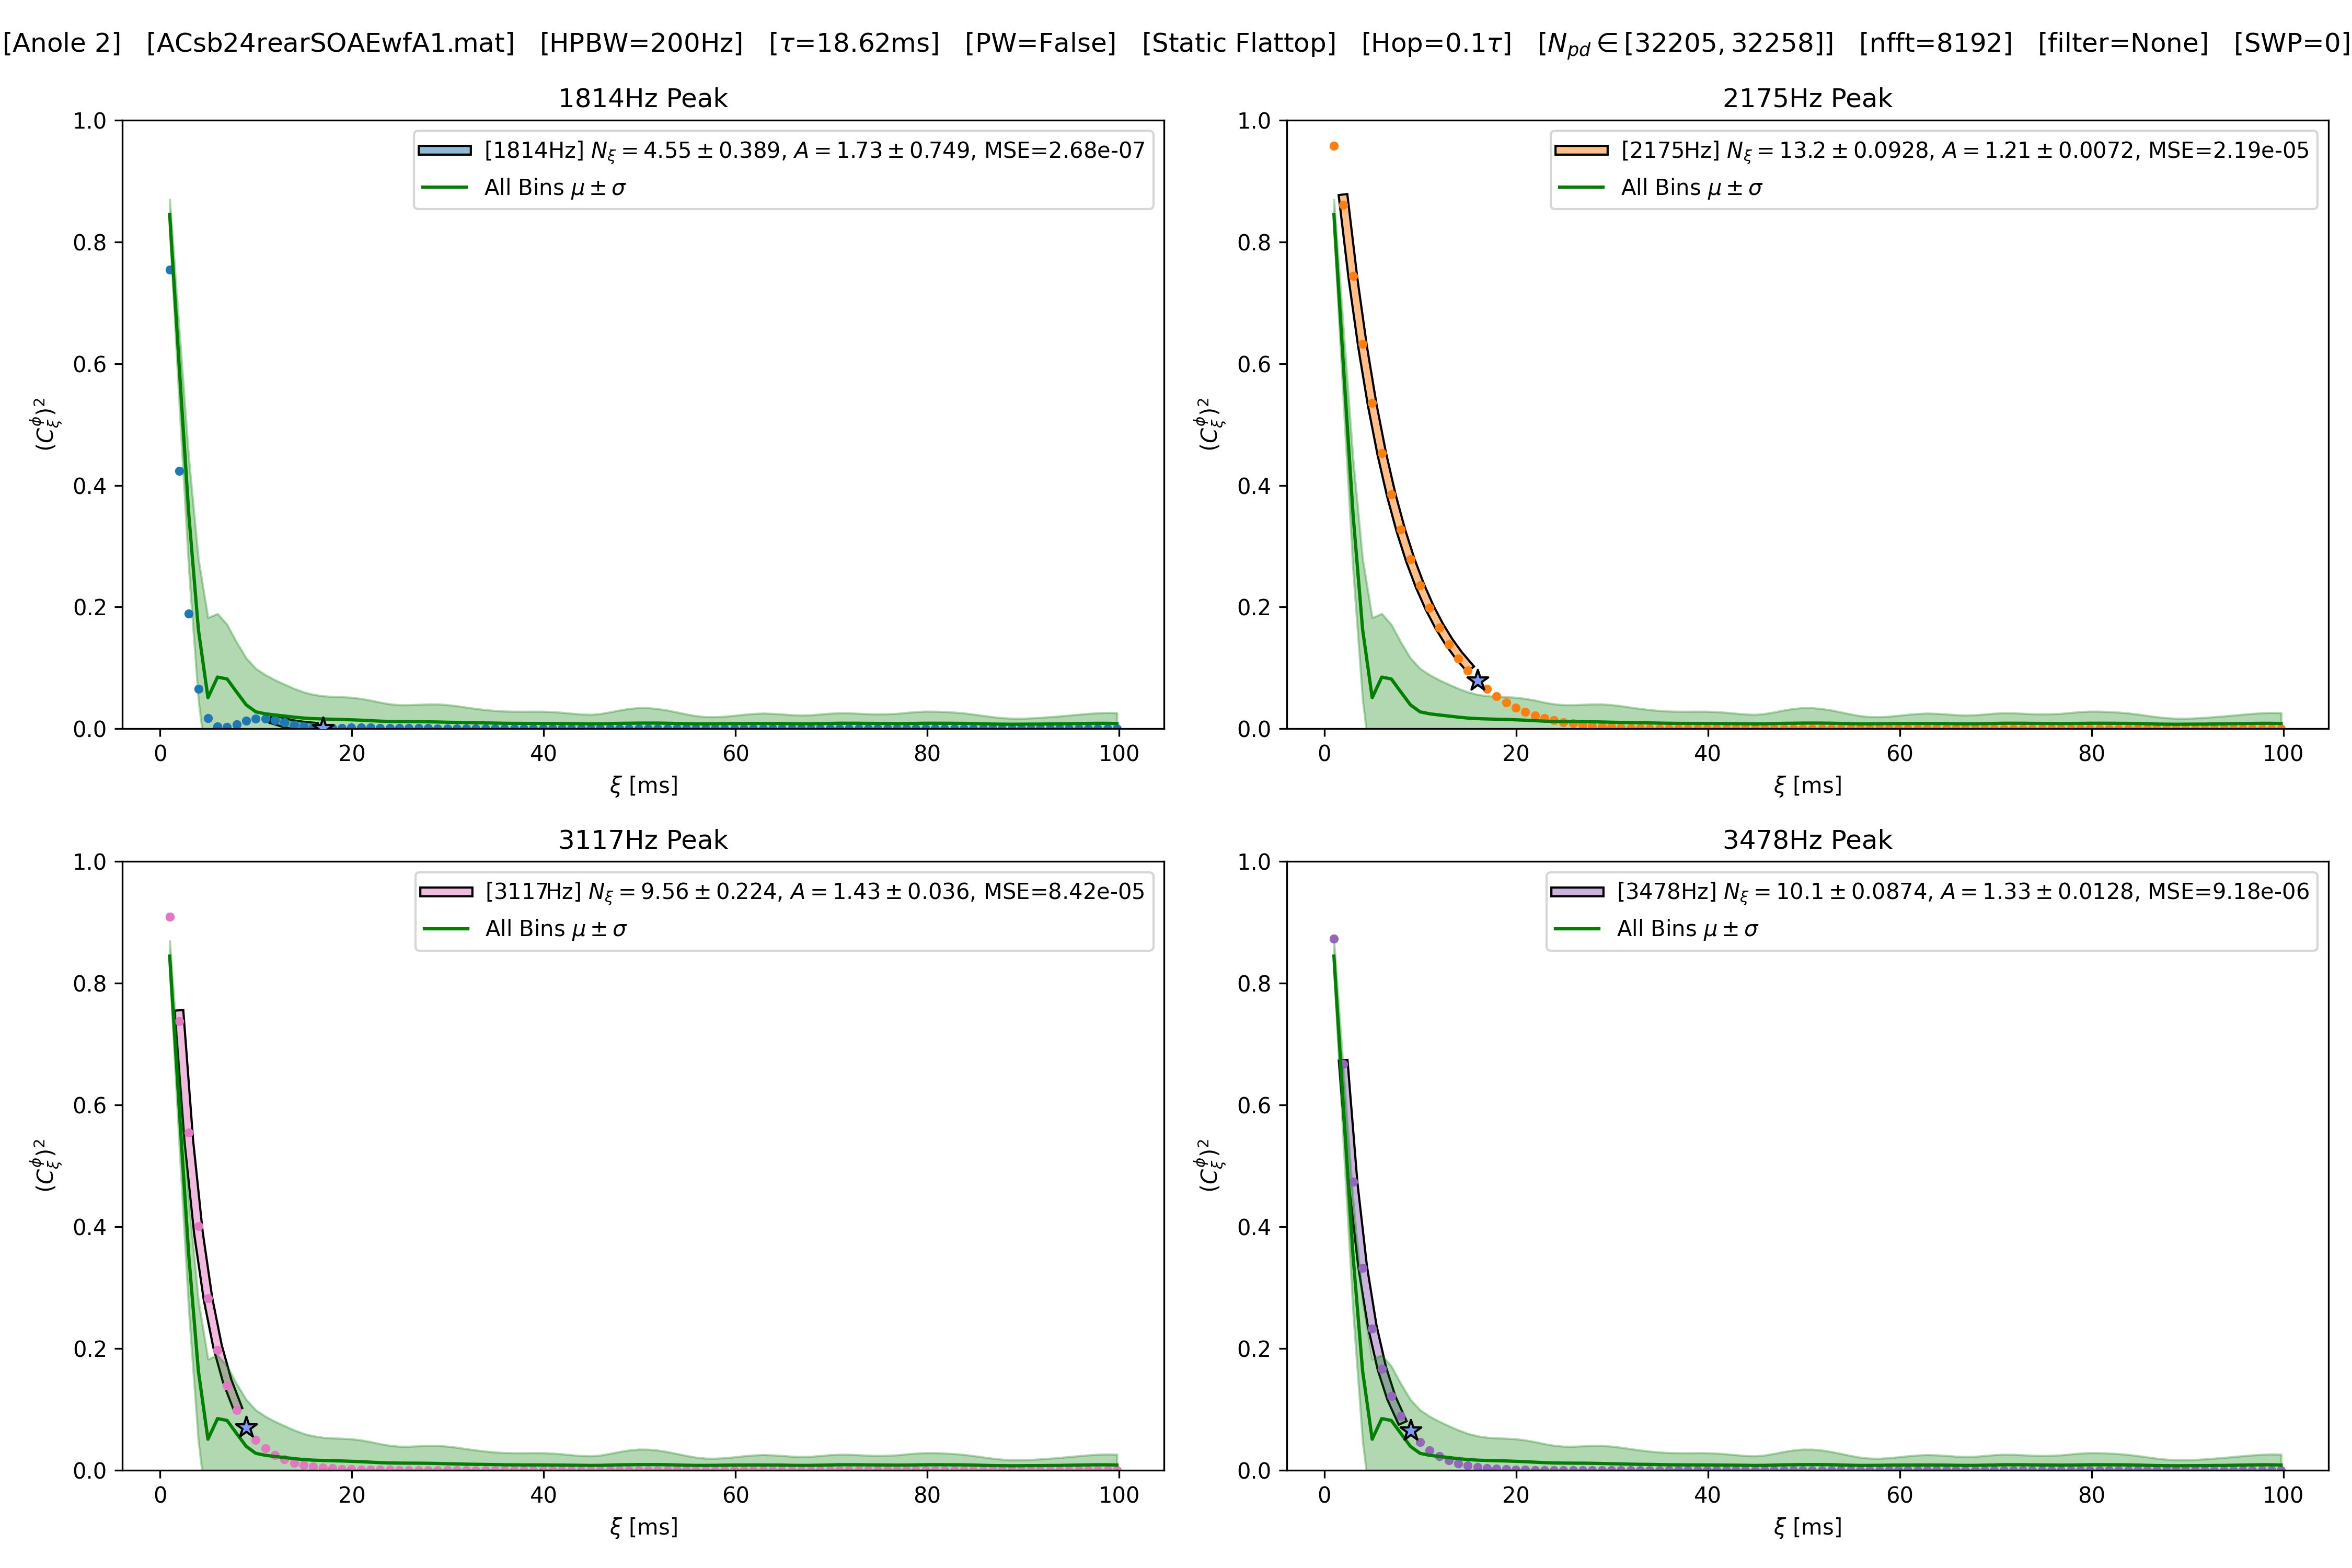 [Anole 2] [ACsb24rearSOAEwfA1.mat] [HPBW=200Hz] [τ=18.62ms] [PW=False] [Static Flattop] [Hop=0.1τ] [N_pd ∈ [32205, 32258]] [nfft=8192] [filter=None] [SWP=0]
1814Hz Peak
[1814Hz] N_ξ = 4.55 ± 0.389, A = 1.73 ± 0.749, MSE=2.68e-07
All Bins μ ± σ
1.0
0.8
0.6
0.4
0.2
0.0
(C_ξ^ϕ)²
0 20 40 60 80 100
ξ [ms]
2175Hz Peak
[2175Hz] N_ξ = 13.2 ± 0.0928, A = 1.21 ± 0.0072, MSE=2.19e-05
All Bins μ ± σ
1.0
0.8
0.6
0.4
0.2
0.0
(C_ξ^ϕ)²
0 20 40 60 80 100
ξ [ms]
3117Hz Peak
[3117Hz] N_ξ = 9.56 ± 0.224, A = 1.43 ± 0.036, MSE=8.42e-05
All Bins μ ± σ
1.0
0.8
0.6
0.4
0.2
0.0
(C_ξ^ϕ)²
0 20 40 60 80 100
ξ [ms]
3478Hz Peak
[3478Hz] N_ξ = 10.1 ± 0.0874, A = 1.33 ± 0.0128, MSE=9.18e-06
All Bins μ ± σ
1.0
0.8
0.6
0.4
0.2
0.0
(C_ξ^ϕ)²
0 20 40 60 80 100
ξ [ms]